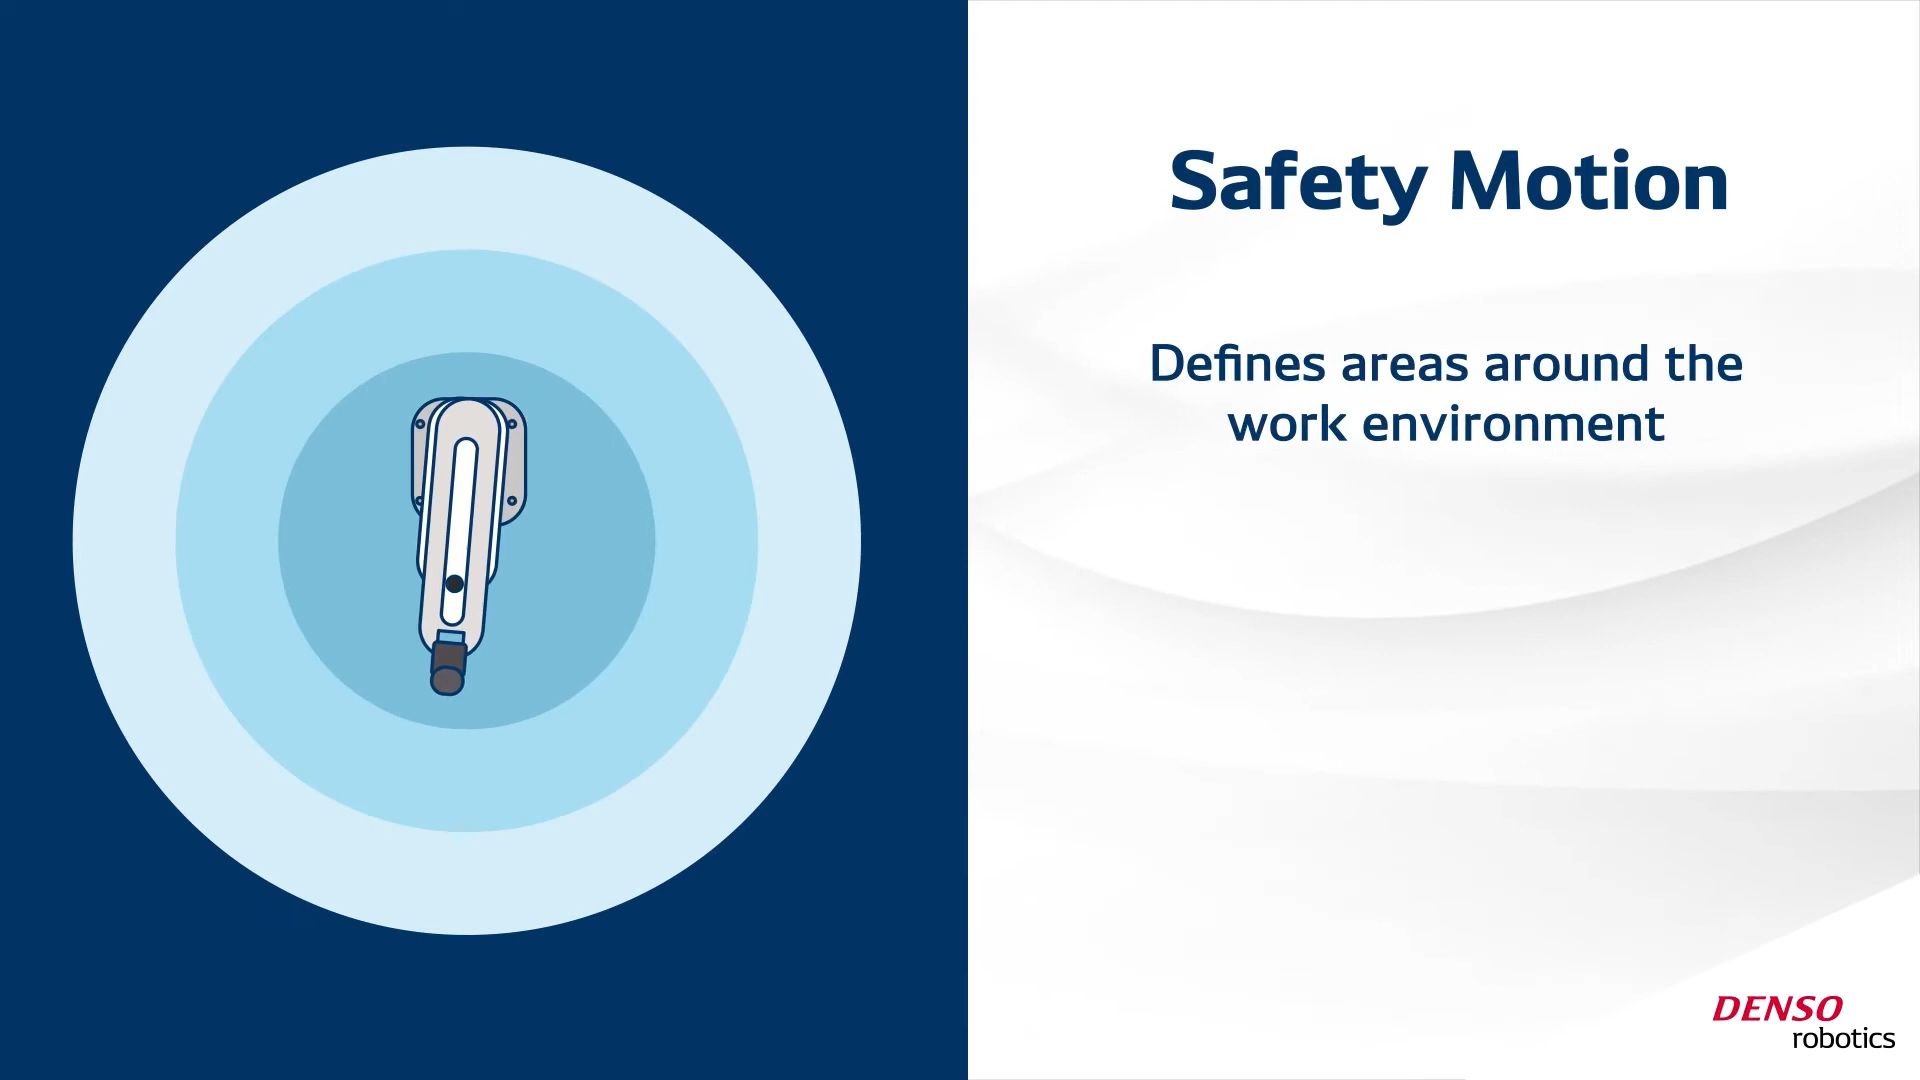 Safety Motion
Defines areas around the
work environment
DENSO
robotics